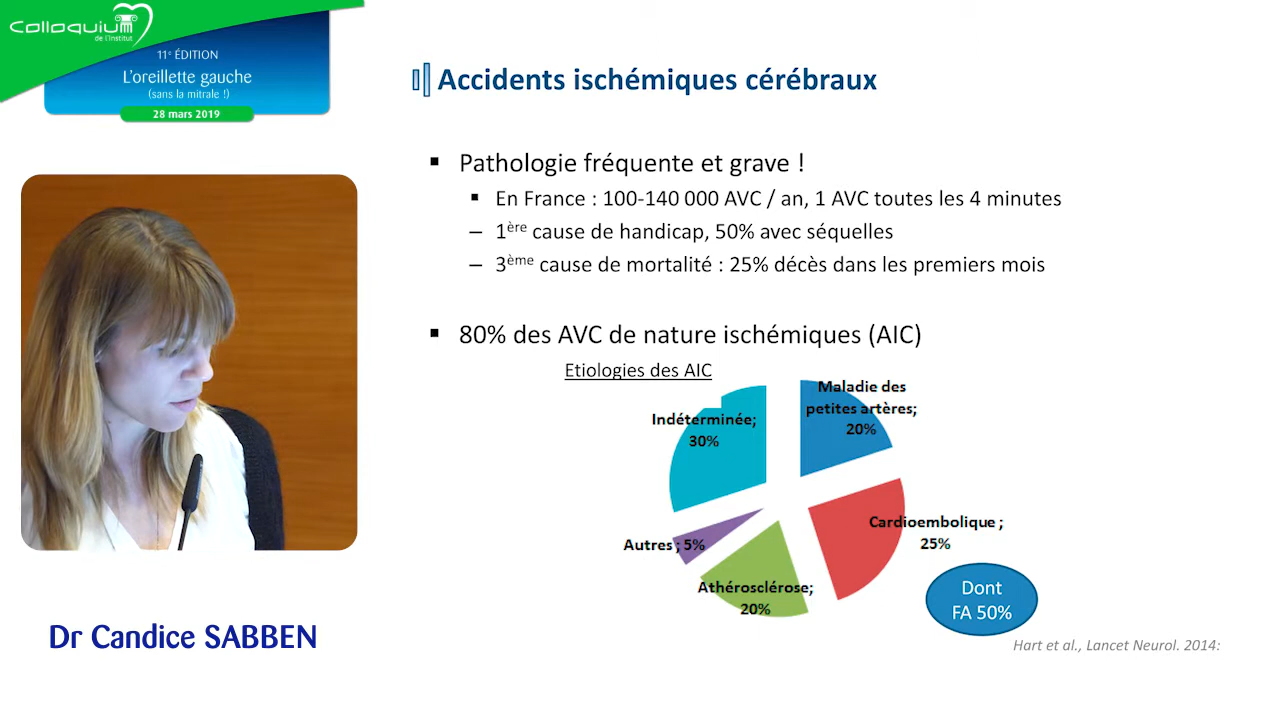 Colloquium
de l'institut
11e ÉDITION
L'oreillette gauche
(sans la mitrale !)
28 mars 2019
Accidents ischémiques cérébraux
▪ Pathologie fréquente et grave !
▪ En France : 100-140 000 AVC / an, 1 AVC toutes les 4 minutes
– 1ère cause de handicap, 50% avec séquelles
– 3ème cause de mortalité : 25% décès dans les premiers mois
▪ 80% des AVC de nature ischémiques (AIC)
Etiologies des AIC
Maladie des
petites artères;
20%
Indéterminée;
30%
Cardioembolique ;
25%
Autres ; 5%
Athérosclérose;
20%
Dont
FA 50%
Hart et al., Lancet Neurol. 2014:
Dr Candice SABBEN